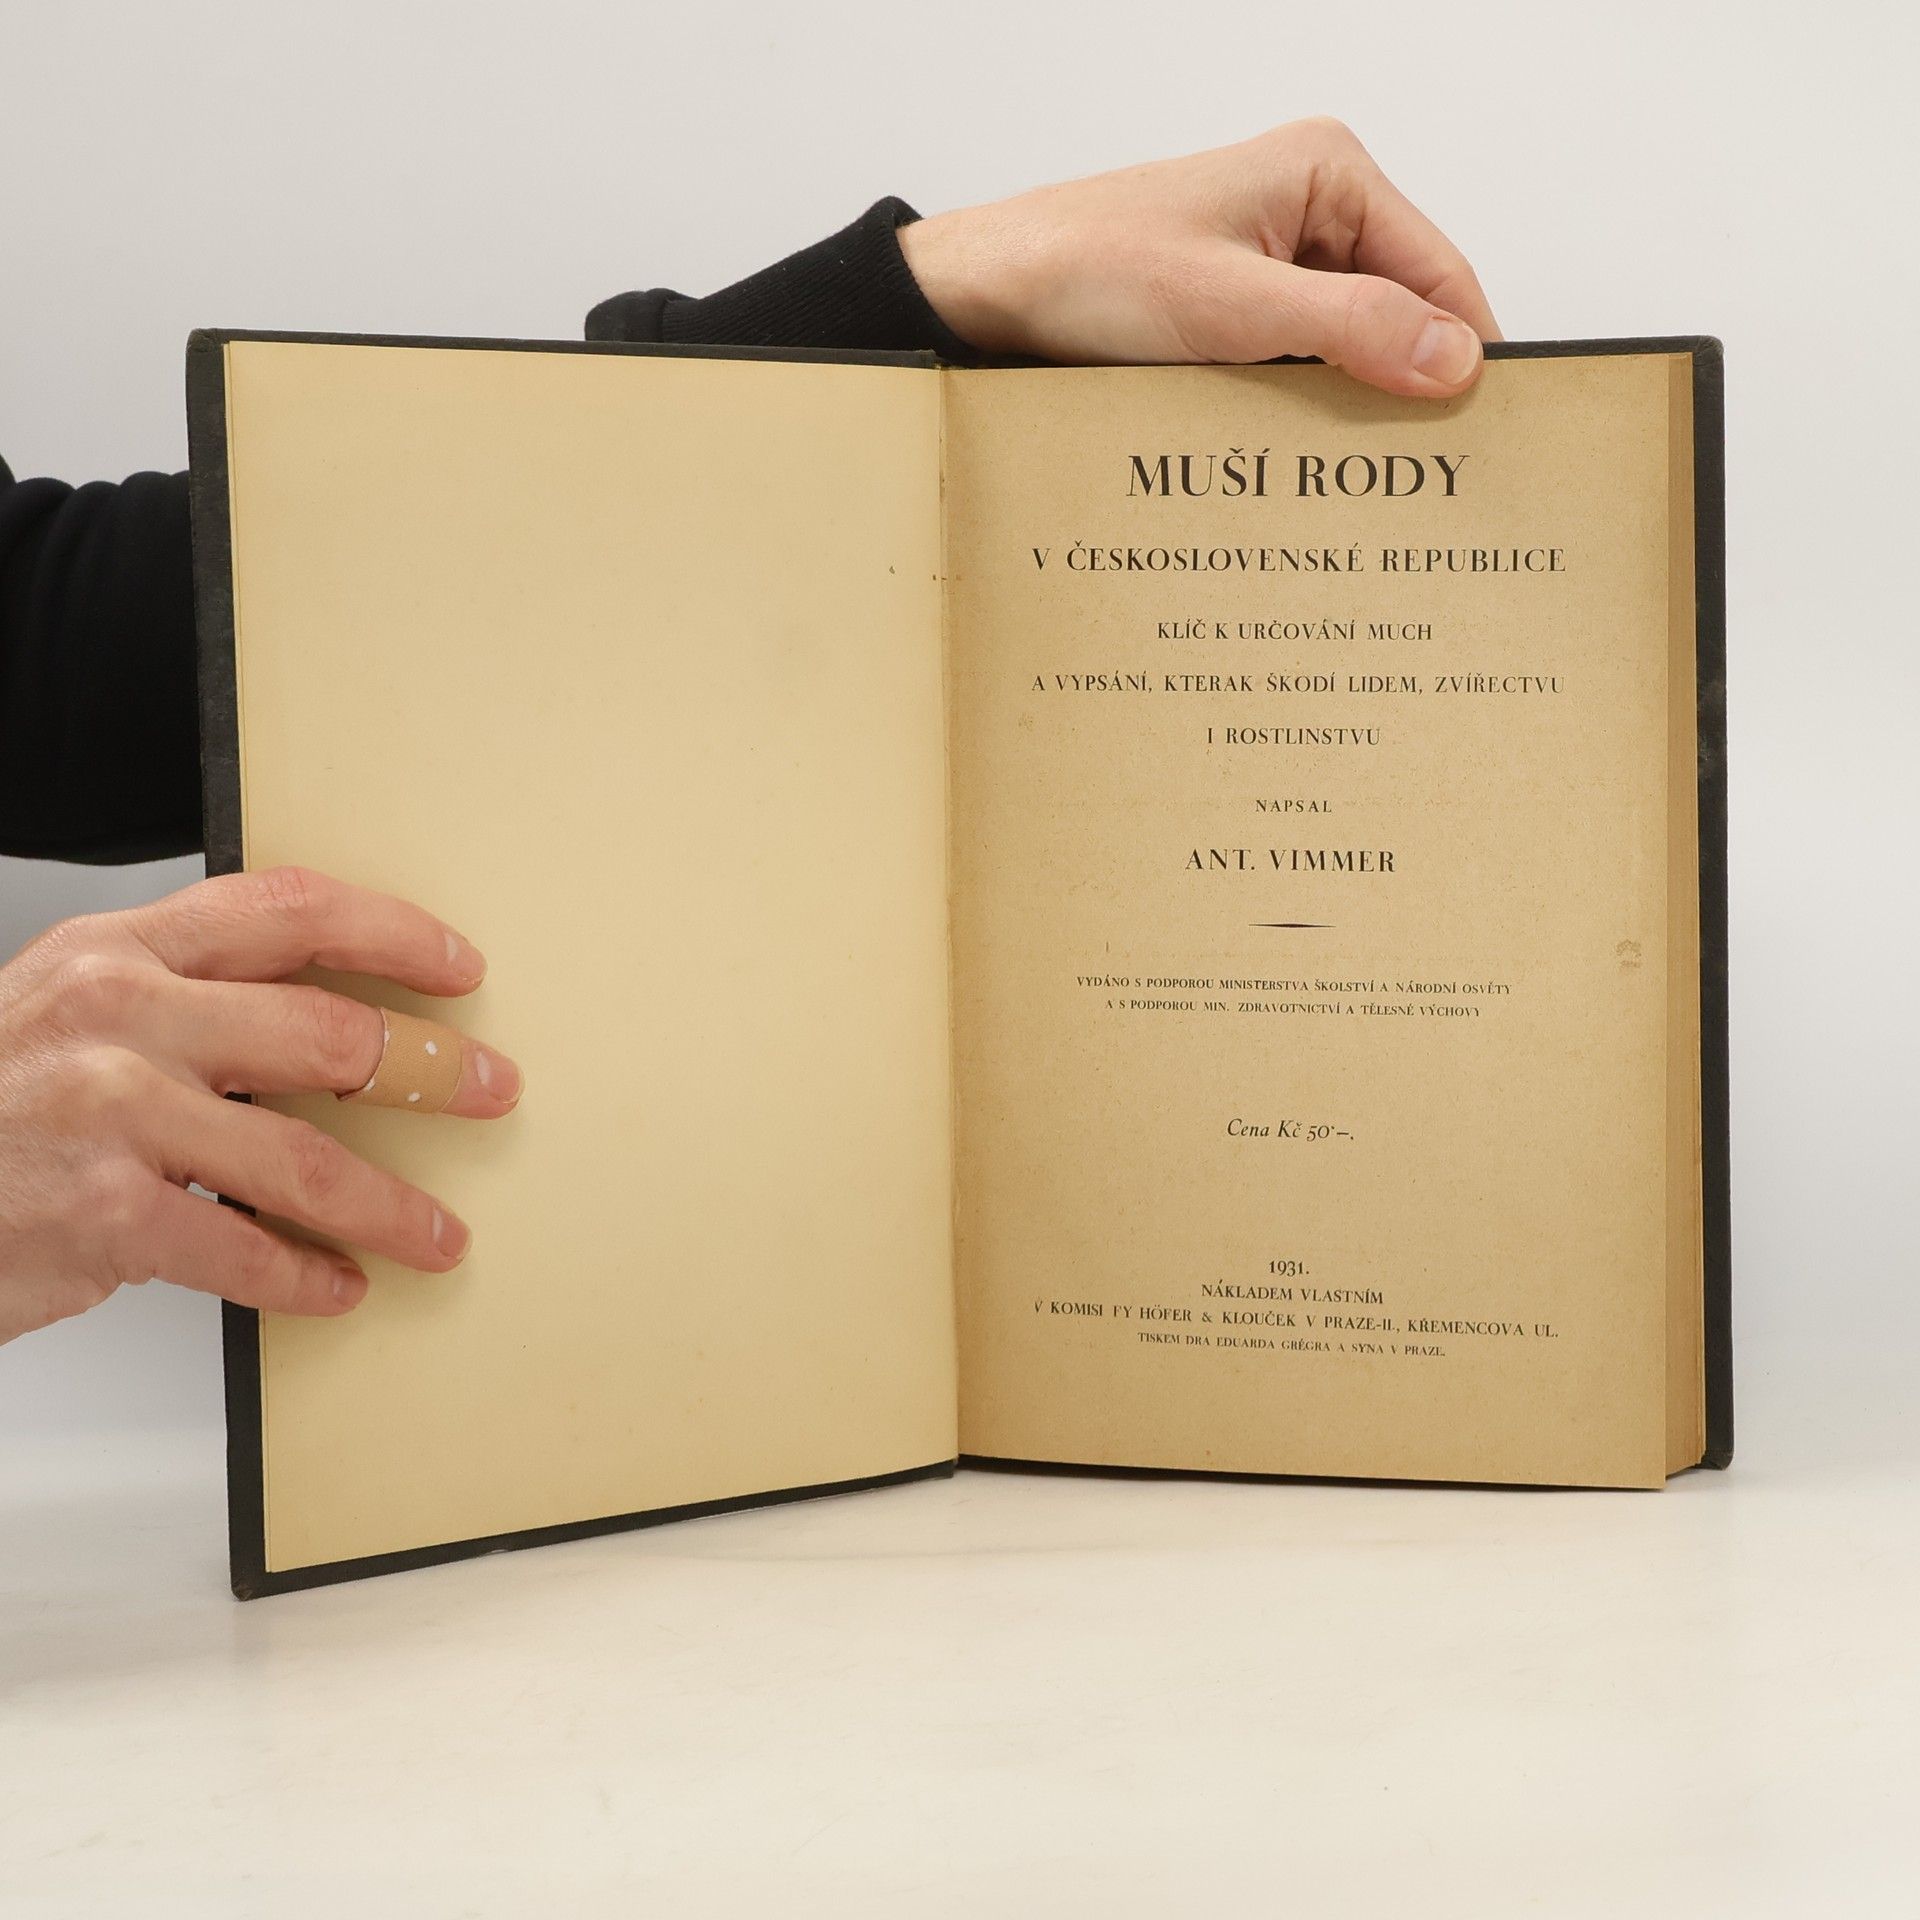 MUŠÍ RODY
V ČESKOSLOVENSKÉ REPUBLICE
KLÍČ K URČOVÁNÍ MUCH
A VYPSÁNÍ, KTERAK ŠKODÍ LIDEM, ZVÍŘECTVU
I ROSTLINSTVU
NAPSAL
ANT. VIMMER
VYDÁNO S PODPOROU MINISTERSTVA ŠKOLSTVÍ A NÁRODNÍ OSVĚTY
A S PODPOROU MIN. ZDRAVOTNICTVÍ A TĚLESNÉ VÝCHOVY
Cena Kč 50·—.
1931.
NÁKLADEM VLASTNÍM
V KOMISI FY HÖFER & KLOUČEK V PRAZE-II., KŘEMENCOVA UL.
TISKEM DRA EDUARDA GRÉGRA A SYNA V PRAZE.